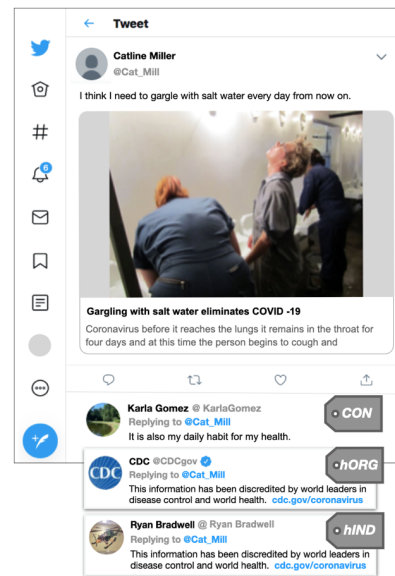 ← Tweet
Catline Miller
@Cat_Mill
I think I need to gargle with salt water every day from now on.
6
Gargling with salt water eliminates COVID -19
Coronavirus before it reaches the lungs it remains in the throat for
four days and at this time the person begins to cough and
Karla Gomez @ KarlaGomez
CON
Replying to @Cat_Mill
It is also my daily habit for my health.
CDC
CDC @CDCgov
hORG
Replying to @Cat_Mill
This information has been discredited by world leaders in
disease control and world health. cdc.gov/coronavirus
Ryan Bradwell @ Ryan Bradwell
hIND
Replying to @Cat_Mill
This information has been discredited by world leaders in
disease control and world health. cdc.gov/coronavirus